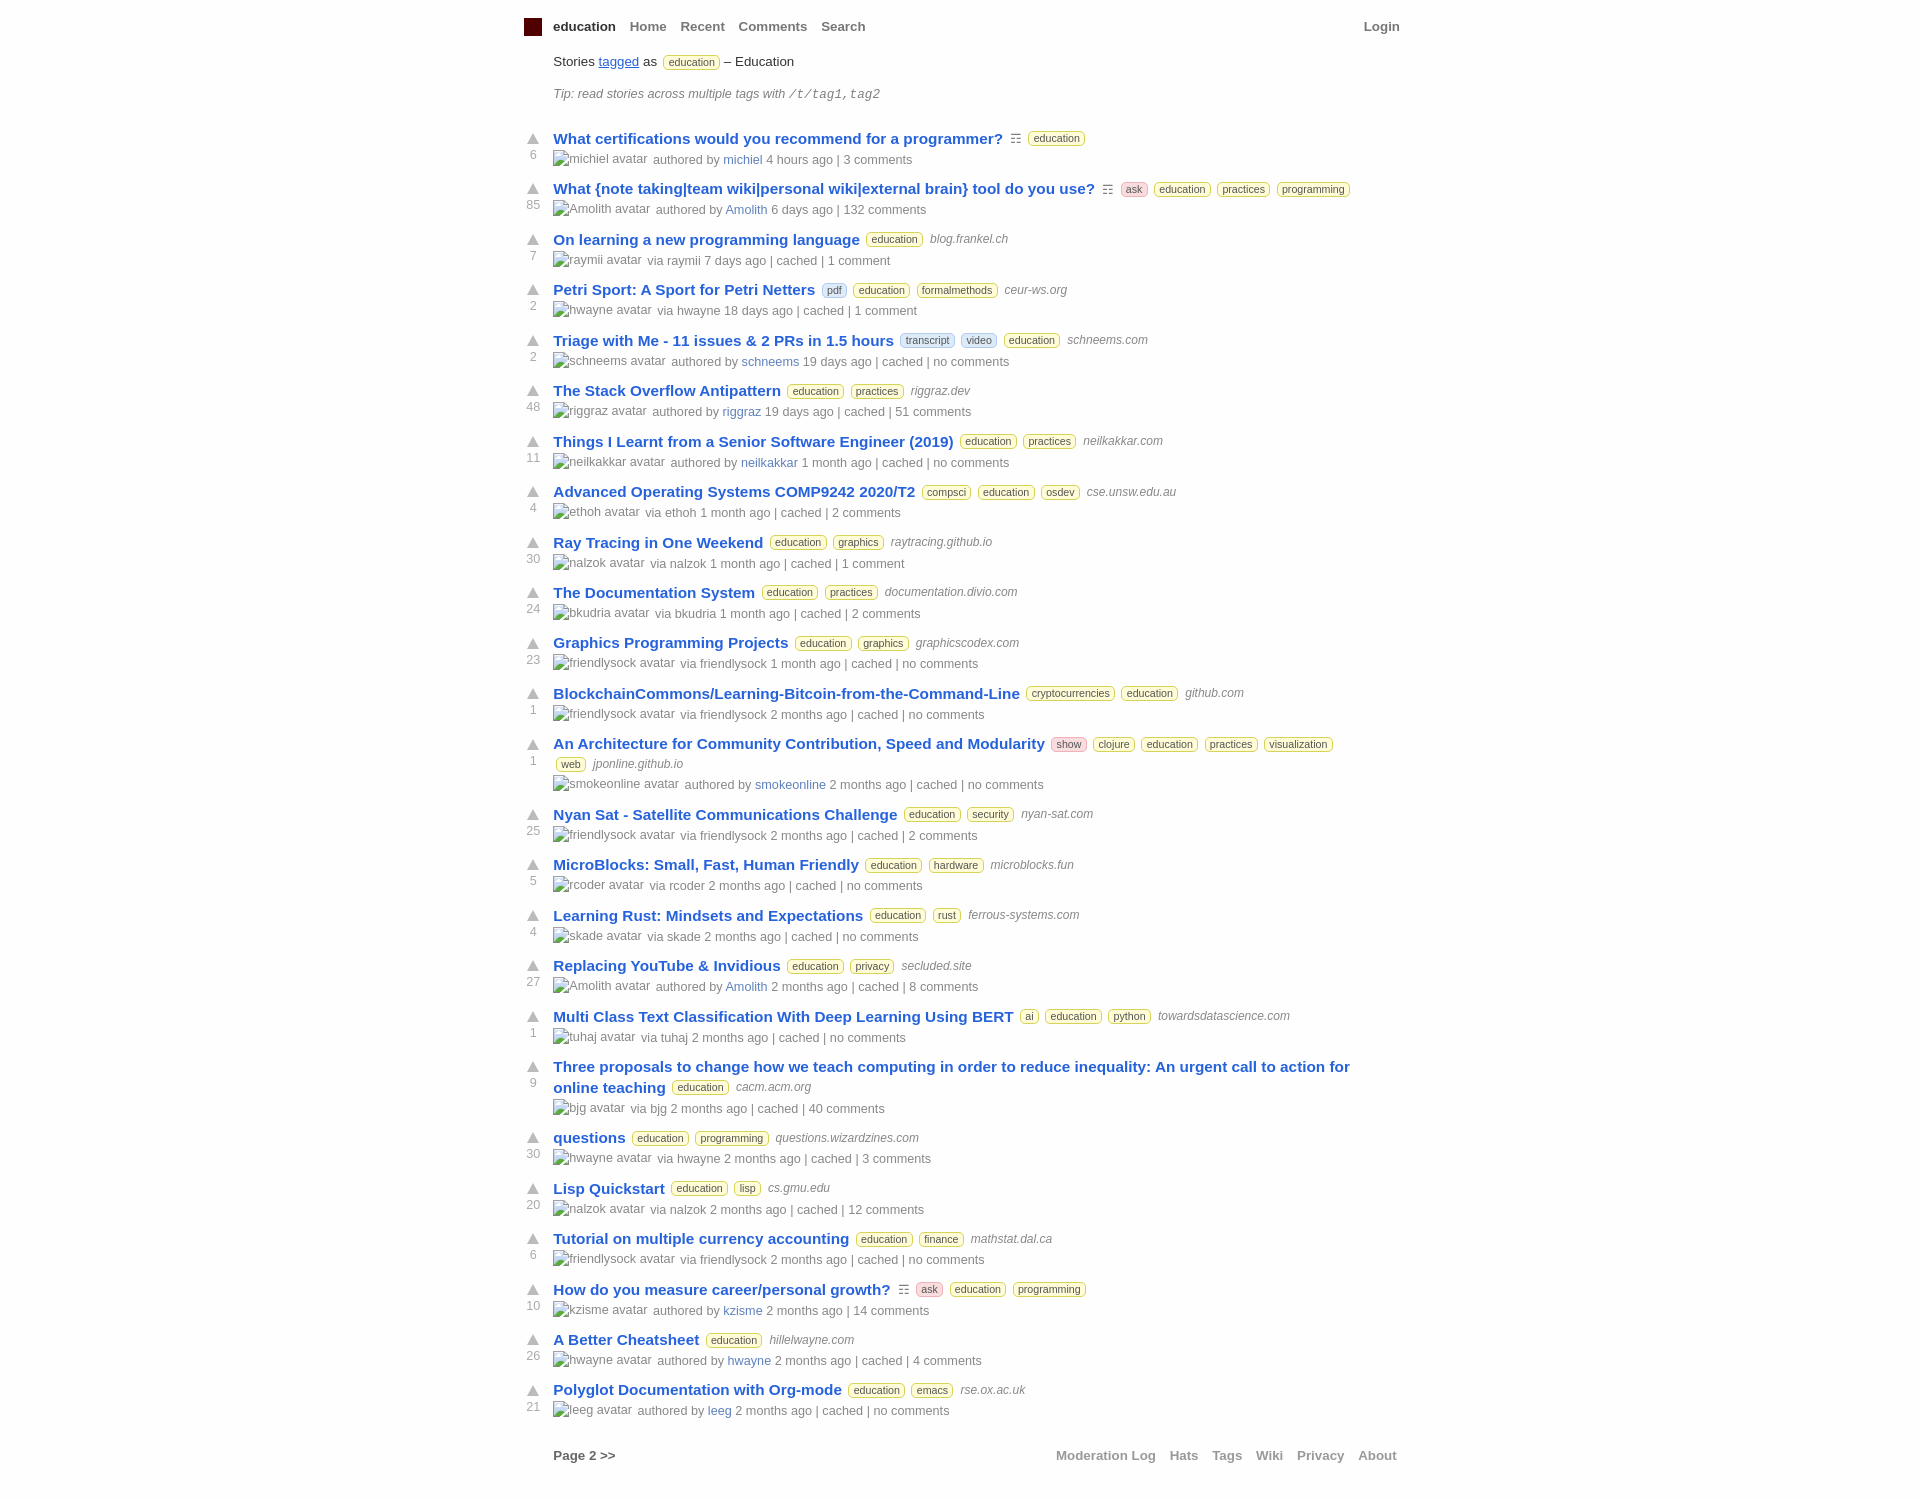 education Home Recent Comments Search Login
Stories tagged as education – Education
Tip: read stories across multiple tags with /t/tag1,tag2
What certifications would you recommend for a programmer? ☶ education
6
michiel avatar authored by michiel 4 hours ago | 3 comments
What {note taking|team wiki|personal wiki|external brain} tool do you use? ☶ ask education practices programming
85
Amolith avatar authored by Amolith 6 days ago | 132 comments
On learning a new programming language education blog.frankel.ch
7
raymii avatar via raymii 7 days ago | cached | 1 comment
Petri Sport: A Sport for Petri Netters pdf education formalmethods ceur-ws.org
2
hwayne avatar via hwayne 18 days ago | cached | 1 comment
Triage with Me - 11 issues & 2 PRs in 1.5 hours transcript video education schneems.com
2
schneems avatar authored by schneems 19 days ago | cached | no comments
The Stack Overflow Antipattern education practices riggraz.dev
48
riggraz avatar authored by riggraz 19 days ago | cached | 51 comments
Things I Learnt from a Senior Software Engineer (2019) education practices neilkakkar.com
11
neilkakkar avatar authored by neilkakkar 1 month ago | cached | no comments
Advanced Operating Systems COMP9242 2020/T2 compsci education osdev cse.unsw.edu.au
4
ethoh avatar via ethoh 1 month ago | cached | 2 comments
Ray Tracing in One Weekend education graphics raytracing.github.io
30
nalzok avatar via nalzok 1 month ago | cached | 1 comment
The Documentation System education practices documentation.divio.com
24
bkudria avatar via bkudria 1 month ago | cached | 2 comments
Graphics Programming Projects education graphics graphicscodex.com
23
friendlysock avatar via friendlysock 1 month ago | cached | no comments
BlockchainCommons/Learning-Bitcoin-from-the-Command-Line cryptocurrencies education github.com
1
friendlysock avatar via friendlysock 2 months ago | cached | no comments
An Architecture for Community Contribution, Speed and Modularity show clojure education practices visualization
1
web jponline.github.io
smokeonline avatar authored by smokeonline 2 months ago | cached | no comments
Nyan Sat - Satellite Communications Challenge education security nyan-sat.com
25
friendlysock avatar via friendlysock 2 months ago | cached | 2 comments
MicroBlocks: Small, Fast, Human Friendly education hardware microblocks.fun
5
rcoder avatar via rcoder 2 months ago | cached | no comments
Learning Rust: Mindsets and Expectations education rust ferrous-systems.com
4
skade avatar via skade 2 months ago | cached | no comments
Replacing YouTube & Invidious education privacy secluded.site
27
Amolith avatar authored by Amolith 2 months ago | cached | 8 comments
Multi Class Text Classification With Deep Learning Using BERT ai education python towardsdatascience.com
1
tuhaj avatar via tuhaj 2 months ago | cached | no comments
Three proposals to change how we teach computing in order to reduce inequality: An urgent call to action for
9
online teaching education cacm.acm.org
bjg avatar via bjg 2 months ago | cached | 40 comments
questions education programming questions.wizardzines.com
30
hwayne avatar via hwayne 2 months ago | cached | 3 comments
Lisp Quickstart education lisp cs.gmu.edu
20
nalzok avatar via nalzok 2 months ago | cached | 12 comments
Tutorial on multiple currency accounting education finance mathstat.dal.ca
6
friendlysock avatar via friendlysock 2 months ago | cached | no comments
How do you measure career/personal growth? ☶ ask education programming
10
kzisme avatar authored by kzisme 2 months ago | 14 comments
A Better Cheatsheet education hillelwayne.com
26
hwayne avatar authored by hwayne 2 months ago | cached | 4 comments
Polyglot Documentation with Org-mode education emacs rse.ox.ac.uk
21
leeg avatar authored by leeg 2 months ago | cached | no comments
Page 2 >> Moderation Log Hats Tags Wiki Privacy About